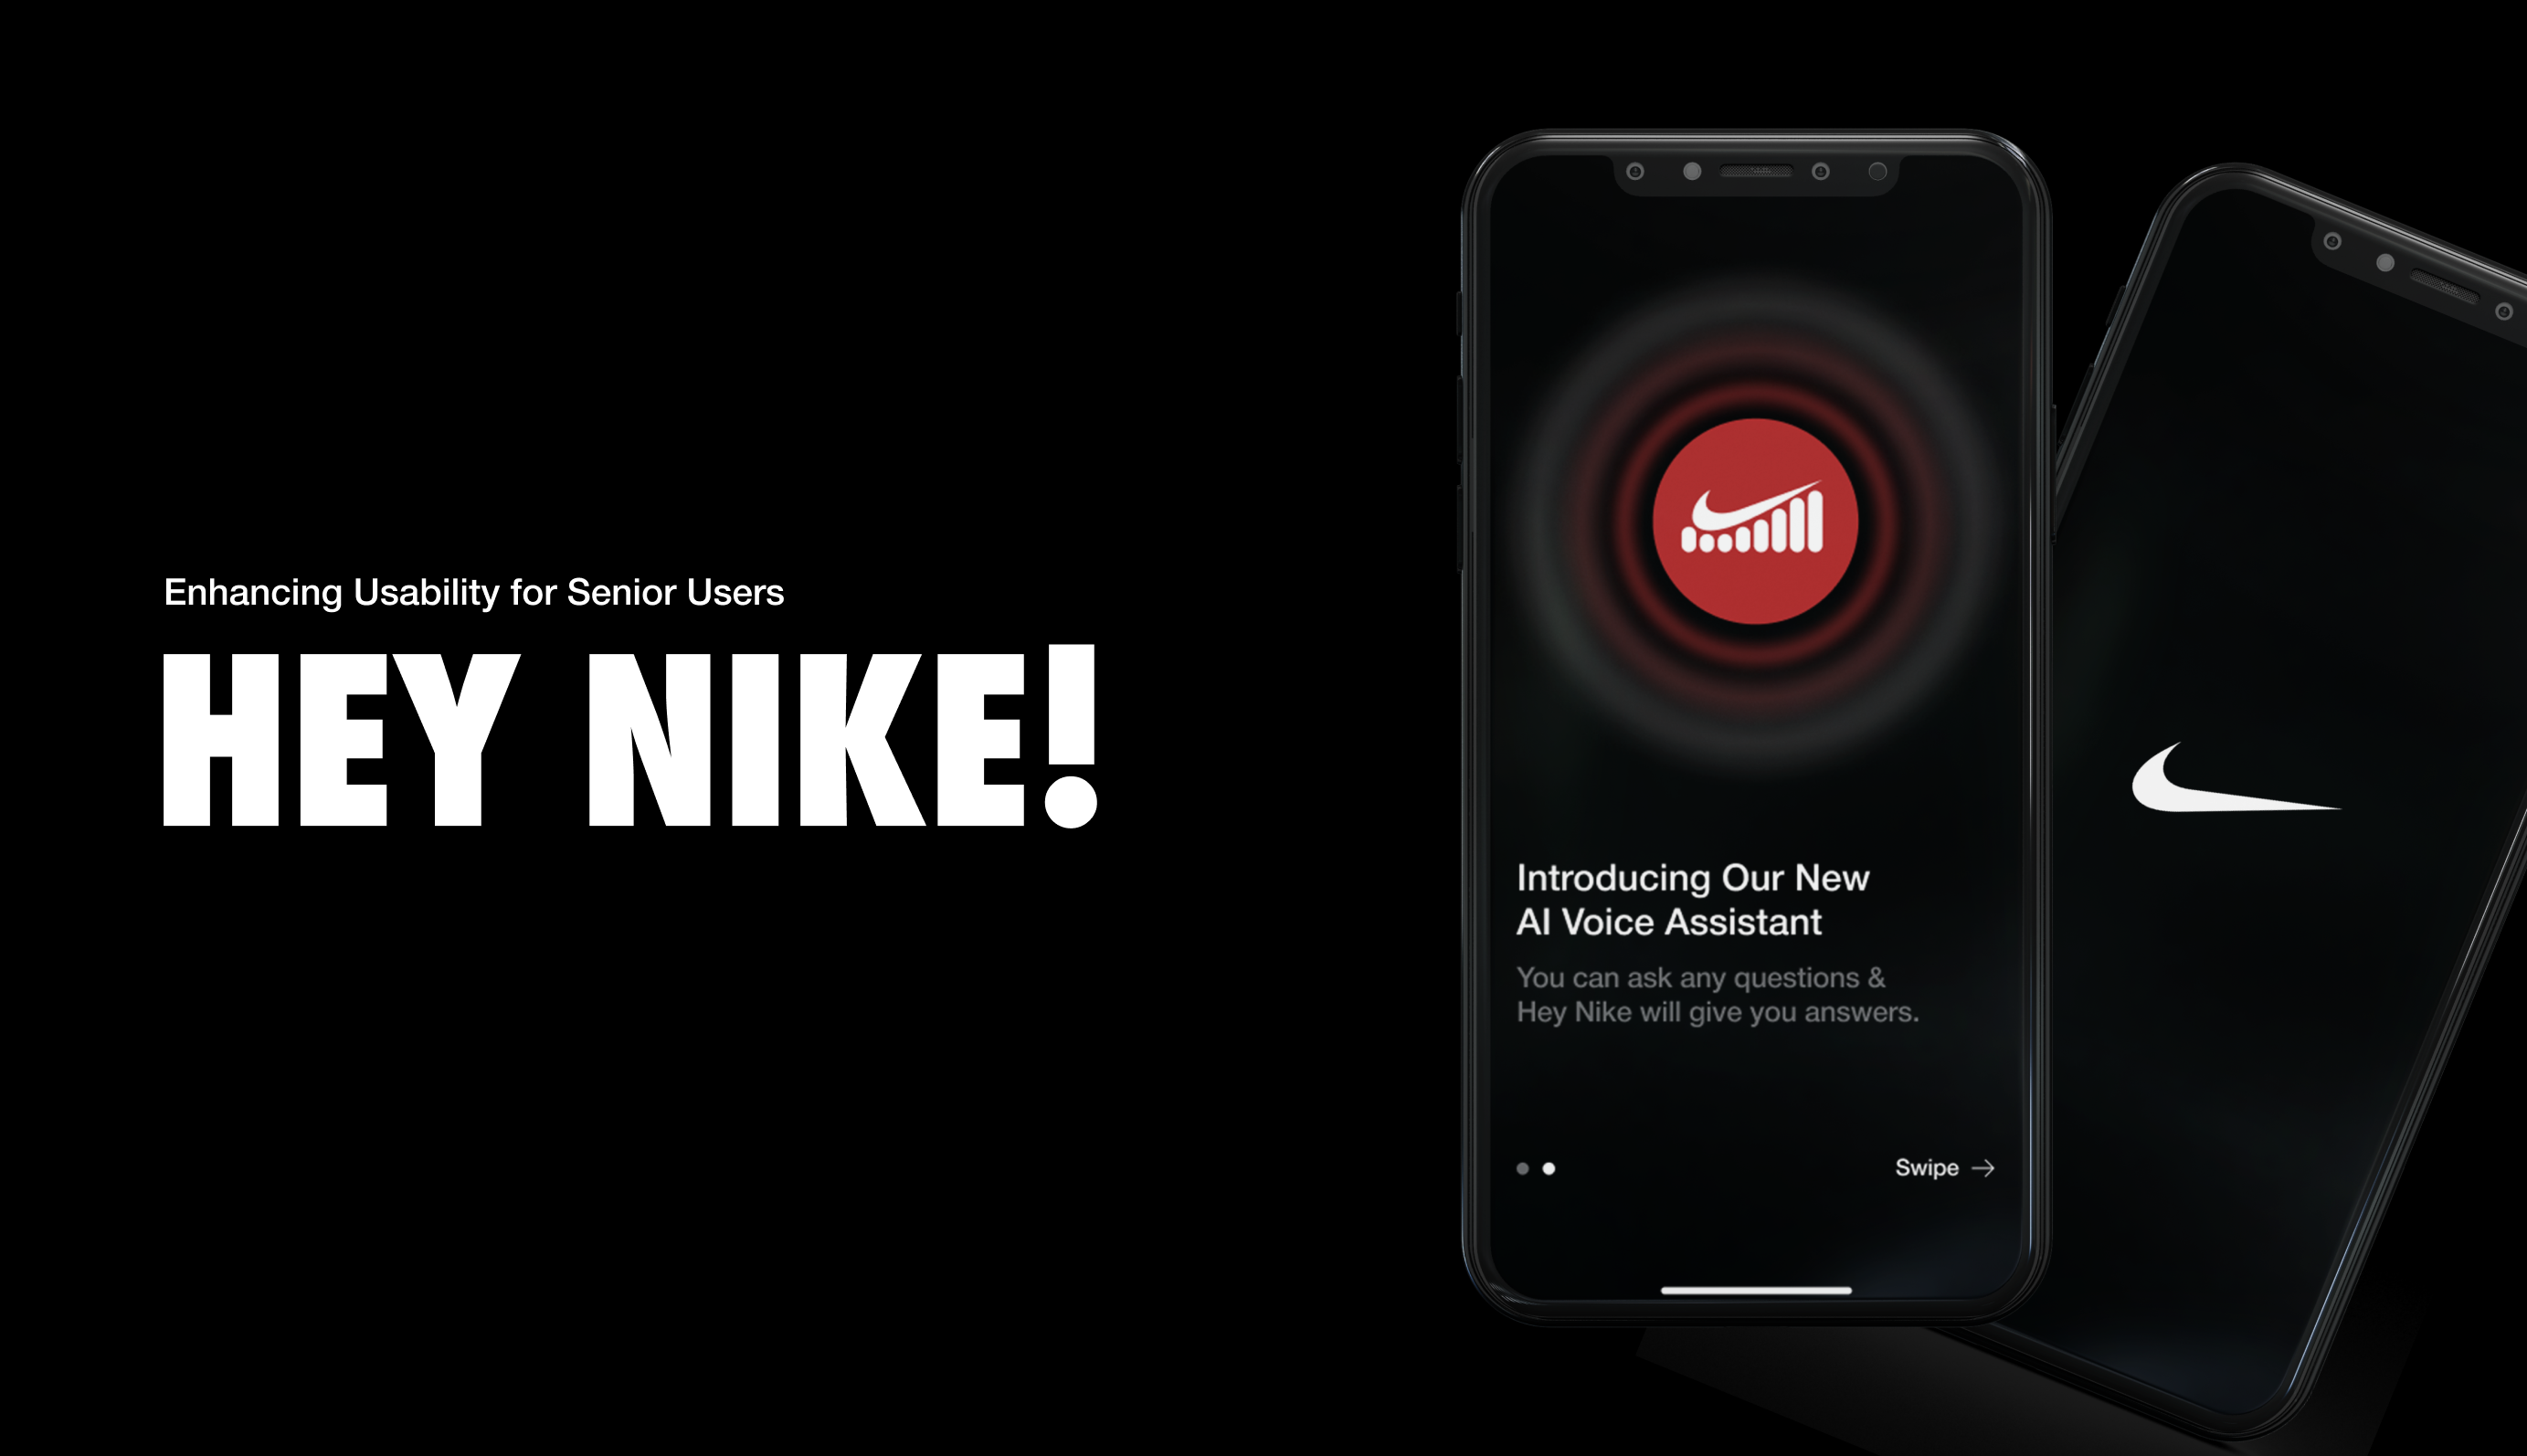 Enhancing Usability for Senior Users
HEY NIKE!
Introducing Our New
AI Voice Assistant
You can ask any questions &
Hey Nike will give you answers.
Swipe →